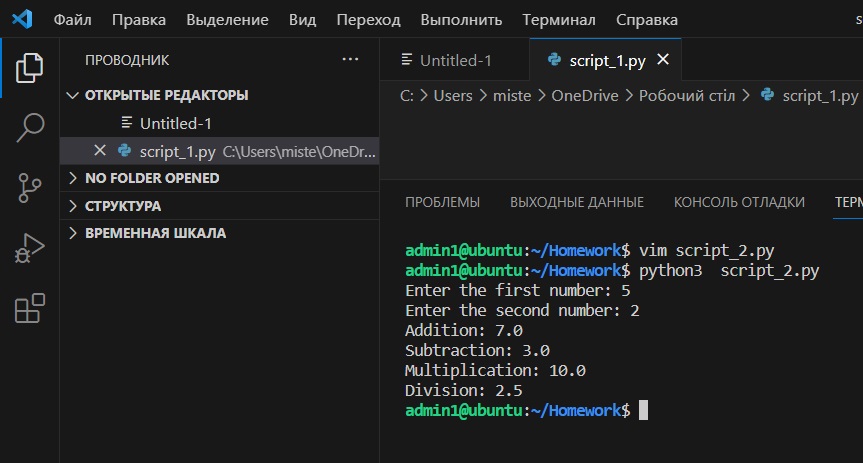 Файл Правка Выделение Вид Переход Выполнить Терминал Справка s
ПРОВОДНИК ...
ОТКРЫТЫЕ РЕДАКТОРЫ
Untitled-1
script_1.py C:\Users\miste\OneDr...
NO FOLDER OPENED
СТРУКТУРА
ВРЕМЕННАЯ ШКАЛА
Untitled-1 script_1.py
C: > Users > miste > OneDrive > Робочий стіл > script_1.py
ПРОБЛЕМЫ ВЫХОДНЫЕ ДАННЫЕ КОНСОЛЬ ОТЛАДКИ ТЕРМ
admin1@ubuntu:~/Homework$ vim script_2.py
admin1@ubuntu:~/Homework$ python3  script_2.py
Enter the first number: 5
Enter the second number: 2
Addition: 7.0
Subtraction: 3.0
Multiplication: 10.0
Division: 2.5
admin1@ubuntu:~/Homework$